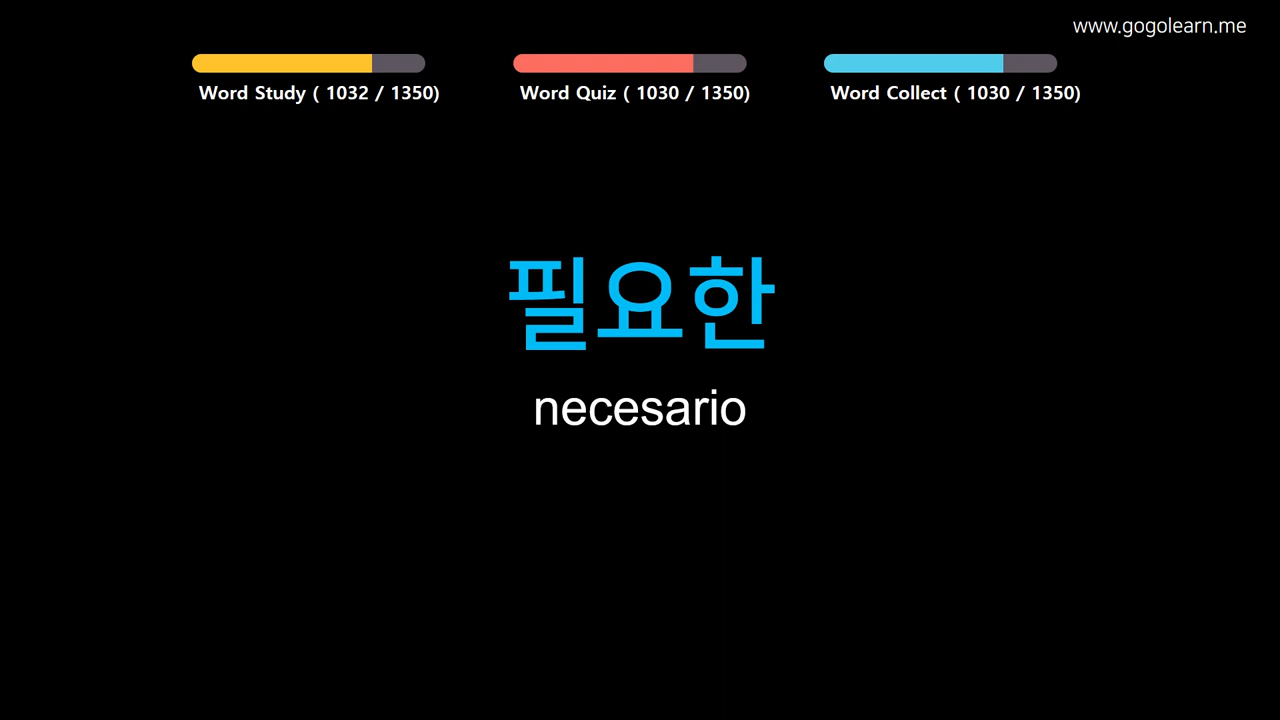 www.gogolearn.me
Word Study ( 1032 / 1350)
Word Quiz ( 1030 / 1350)
Word Collect ( 1030 / 1350)
필요한
necesario